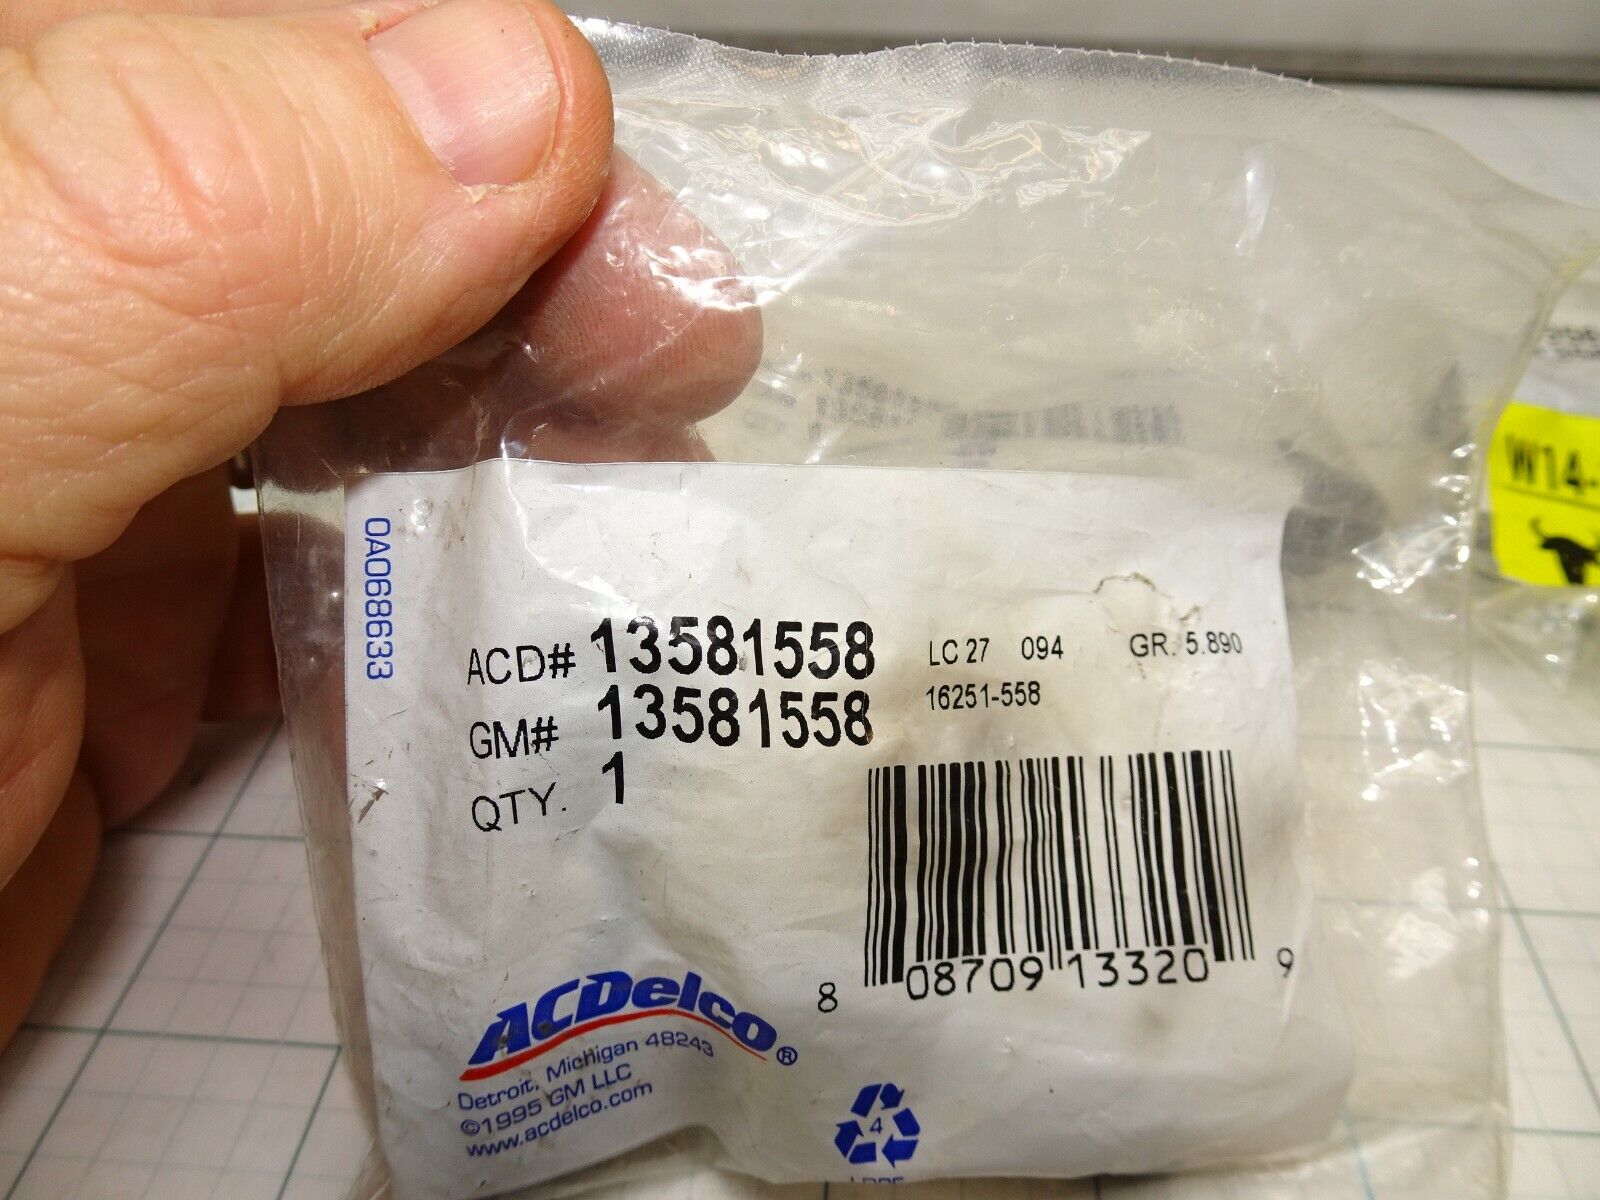 0A068633
ACD# 13581558 LC 27 094 GR. 5.890
GM# 13581558 16251-558
QTY. 1
8 08709 13320 9
ACDelco®
Detroit, Michigan 48243
©1995 GM LLC
www.acdelco.com
4
W14-